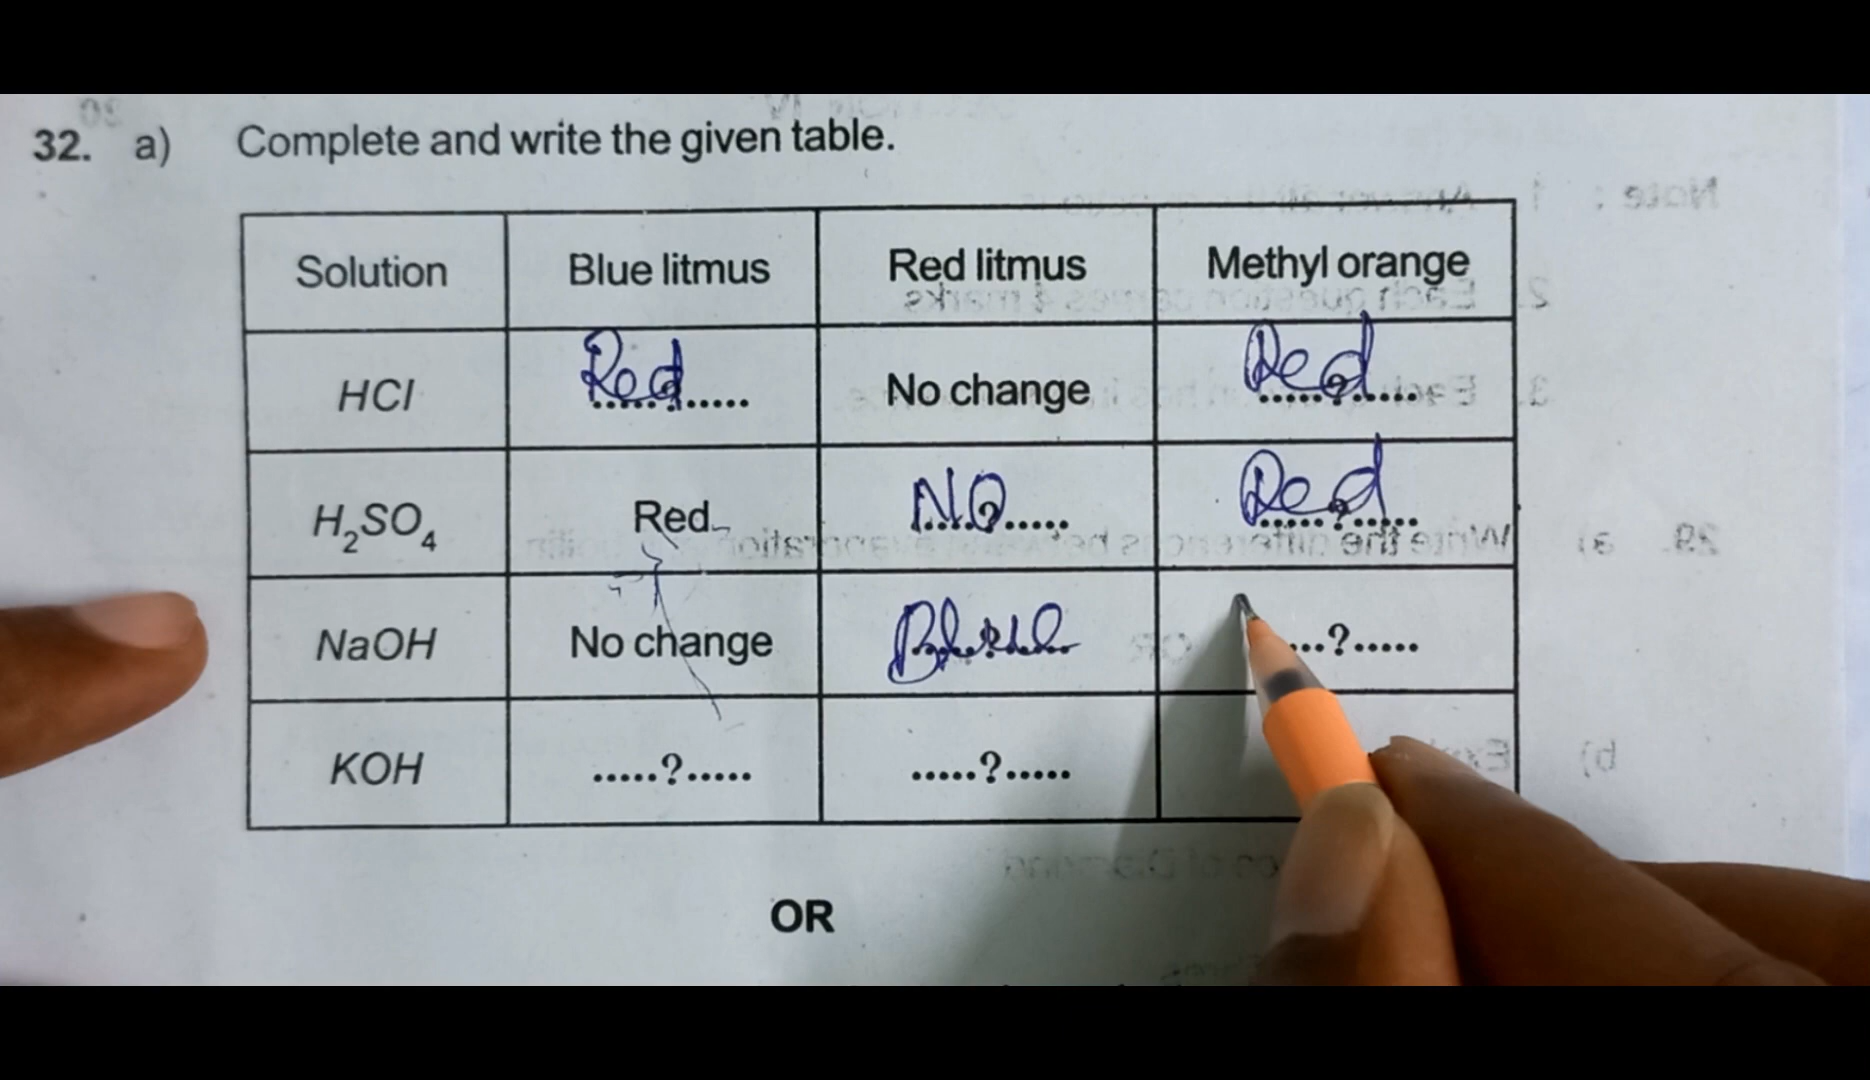 32. a) Complete and write the given table.
Solution Blue litmus Red litmus Methyl orange
HCl Red.....?..... No change Red.....?.....
H₂SO₄ Red NO.....?..... Red.....?.....
NaOH No change Blue ...?.....
KOH .....?..... .....?.....
OR